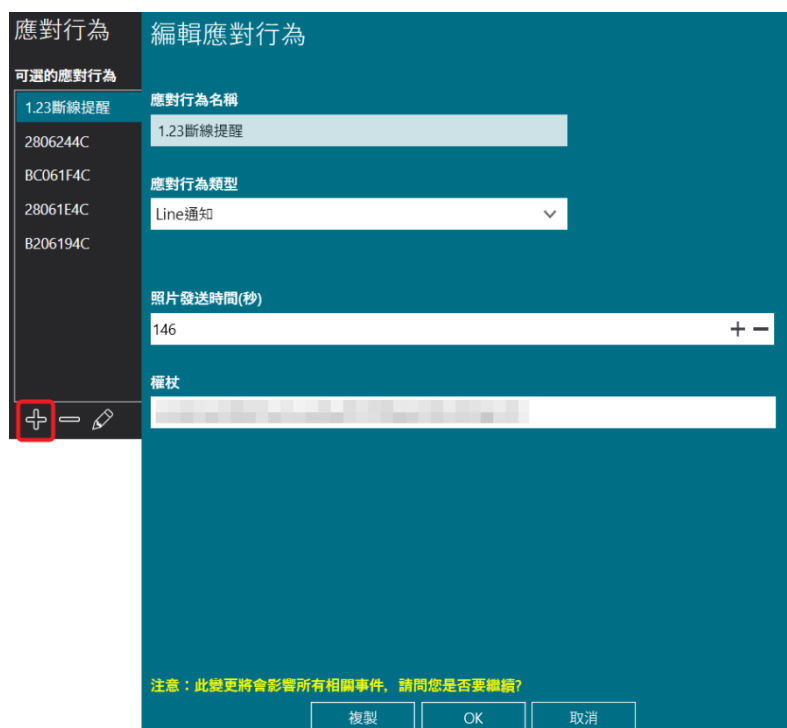 應對行為
可選的應對行為
1.23斷線提醒
2806244C
BC061F4C
28061E4C
B206194C
編輯應對行為
應對行為名稱
1.23斷線提醒
應對行為類型
Line通知
照片發送時間(秒)
146
權杖
注意：此變更將會影響所有相關事件，請問您是否要繼續?
複製
OK
取消